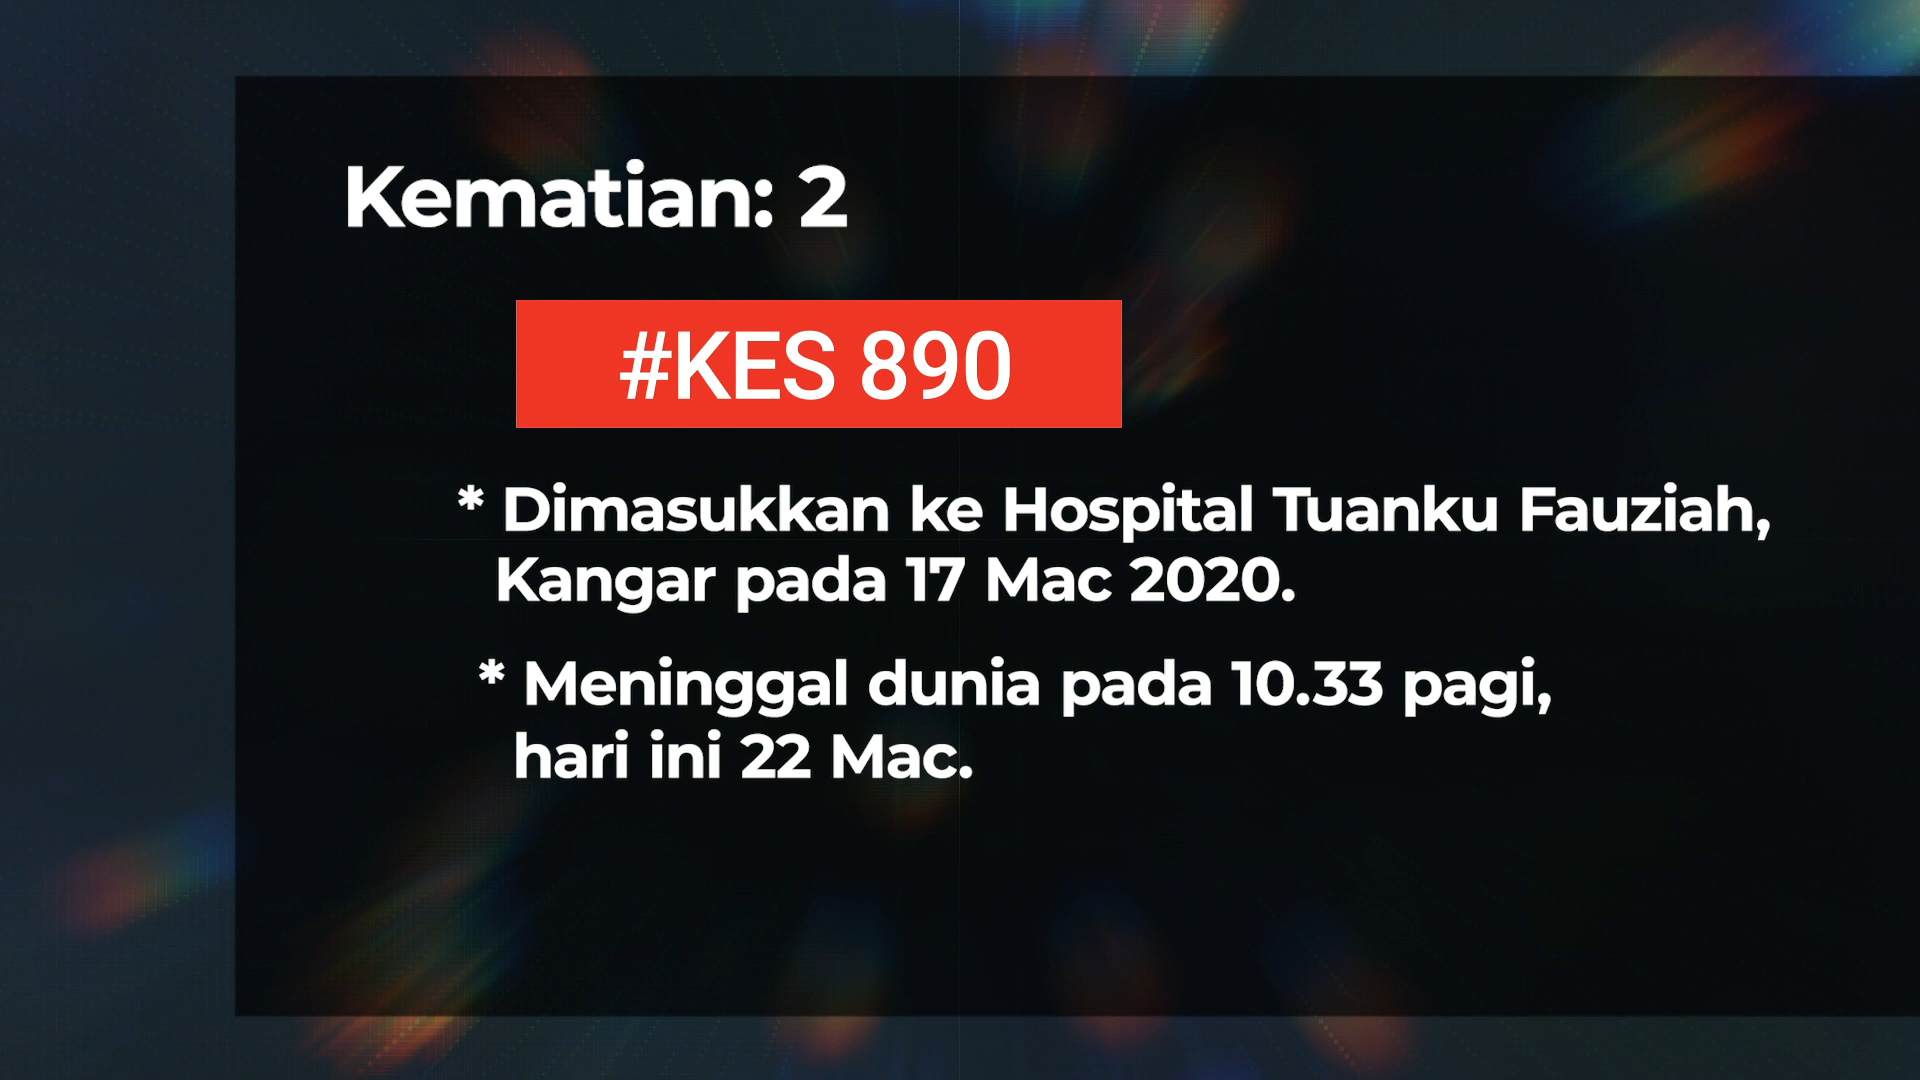 Kematian: 2
#KES 890
* Dimasukkan ke Hospital Tuanku Fauziah,
Kangar pada 17 Mac 2020.
* Meninggal dunia pada 10.33 pagi,
hari ini 22 Mac.